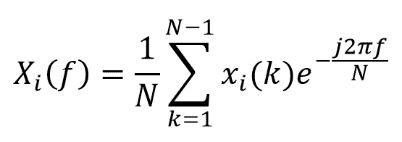 X_i(f) = \frac{1}{N} \sum_{k=1}^{N-1} x_i(k) e^{-\frac{j2\pi f}{N}}